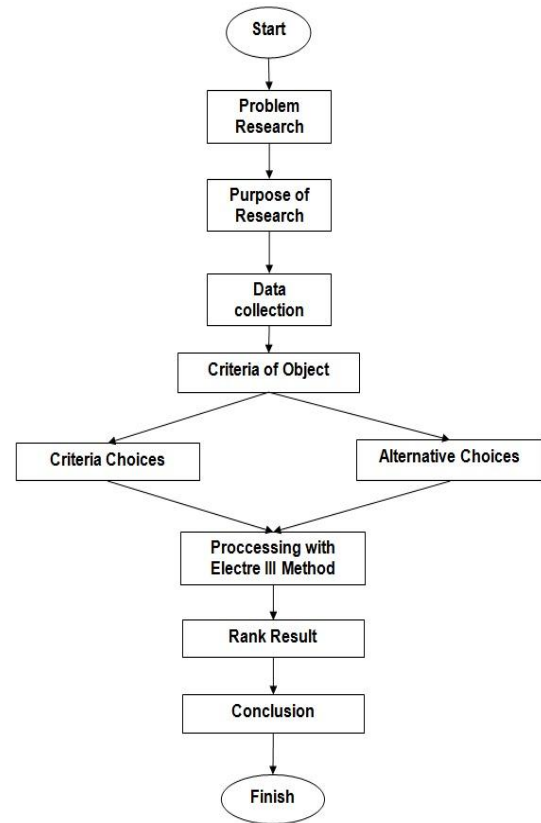 Start
Problem
Research
Purpose of
Research
Data
collection
Criteria of Object
Criteria Choices
Alternative Choices
Proccessing with
Electre III Method
Rank Result
Conclusion
Finish